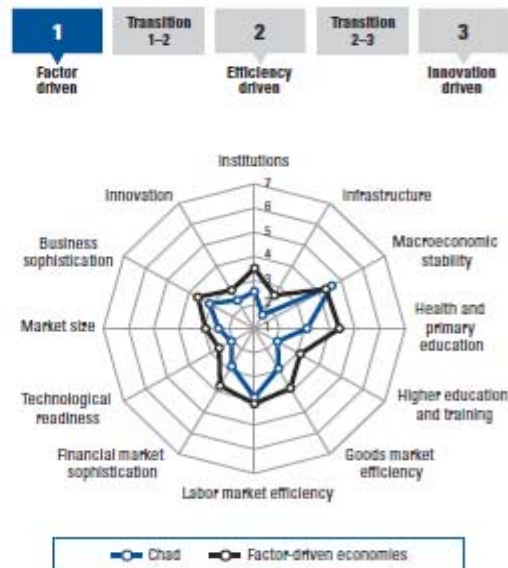 1
Transition
1–2
2
Transition
2–3
3
Factor
driven
Efficiency
driven
Innovation
driven
Institutions
7
6
5
4
3
2
1
Infrastructure
Macroeconomic
stability
Health and
primary
education
Higher education
and training
Goods market
efficiency
Labor market efficiency
Financial market
sophistication
Technological
readiness
Market size
Business
sophistication
Innovation
Chad
Factor-driven economies